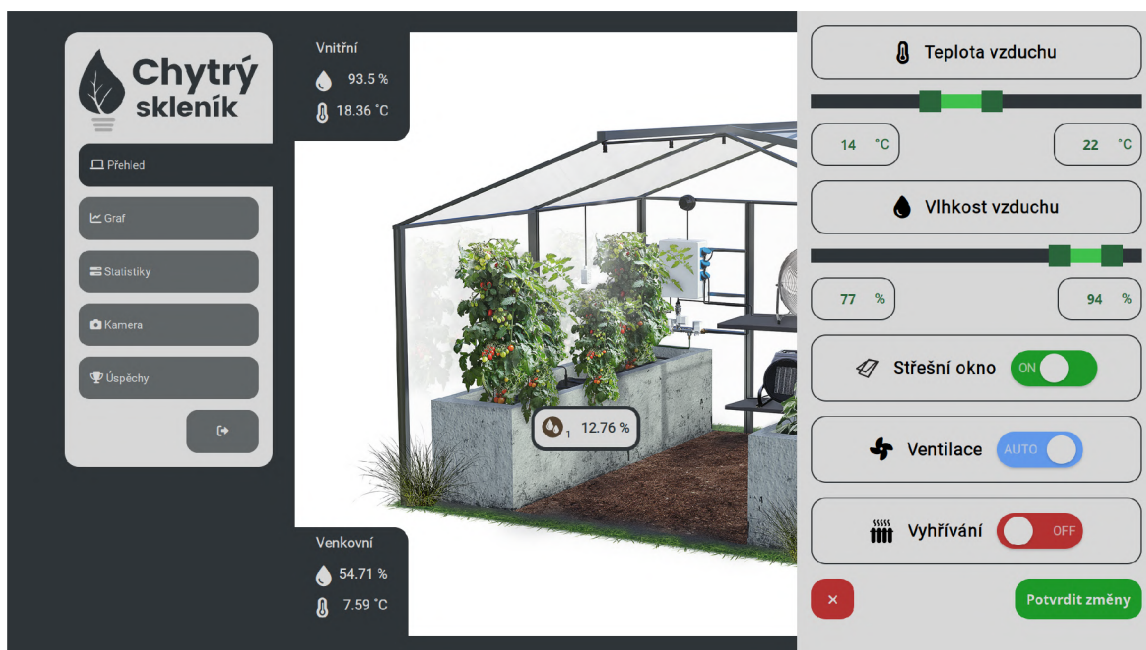 Chytrý
skleník
Přehled
Graf
Statistiky
Kamera
Úspěchy
Vnitřní
93.5 %
18.36 °C
1 12.76 %
Venkovní
54.71 %
7.59 °C
Teplota vzduchu
14 °C
22 °C
Vlhkost vzduchu
77 %
94 %
Střešní okno ON
Ventilace AUTO
Vyhřívání OFF
× Potvrdit změny